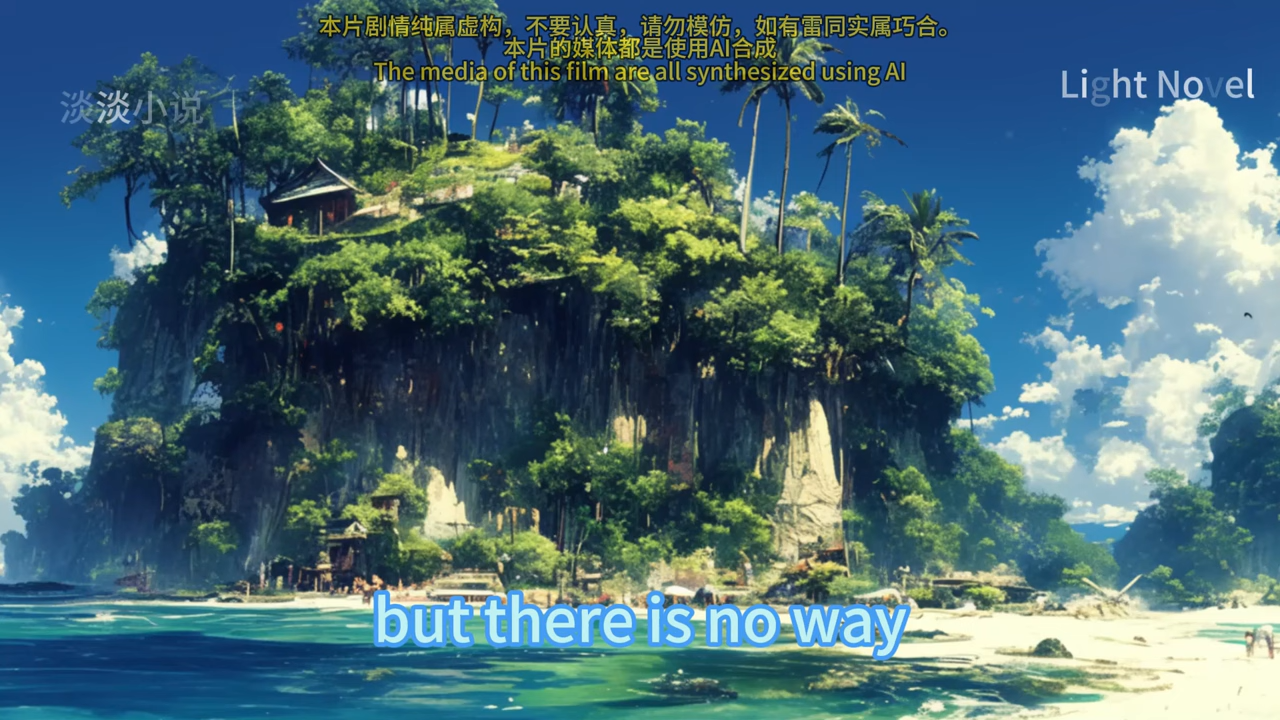 本片剧情纯属虚构，不要认真，请勿模仿，如有雷同实属巧合。
本片的媒体都是使用AI合成
The media of this film are all synthesized using AI
淡淡小说
Light Novel
but there is no way